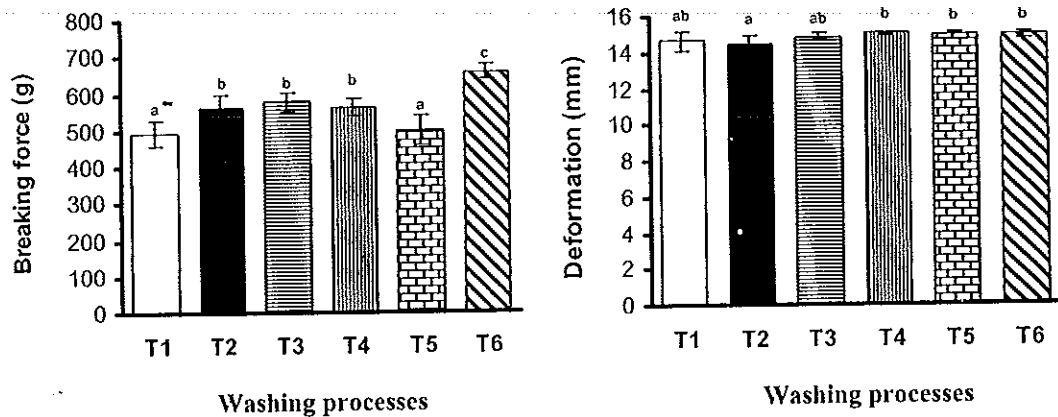 800
700
600
500
400
300
200
100
0
Breaking force (g)
a
b
b
b
a
c
T1 T2 T3 T4 T5 T6
Washing processes
16
14
12
10
8
6
4
2
0
Deformation (mm)
ab
a
ab
b
b
b
T1 T2 T3 T4 T5 T6
Washing processes